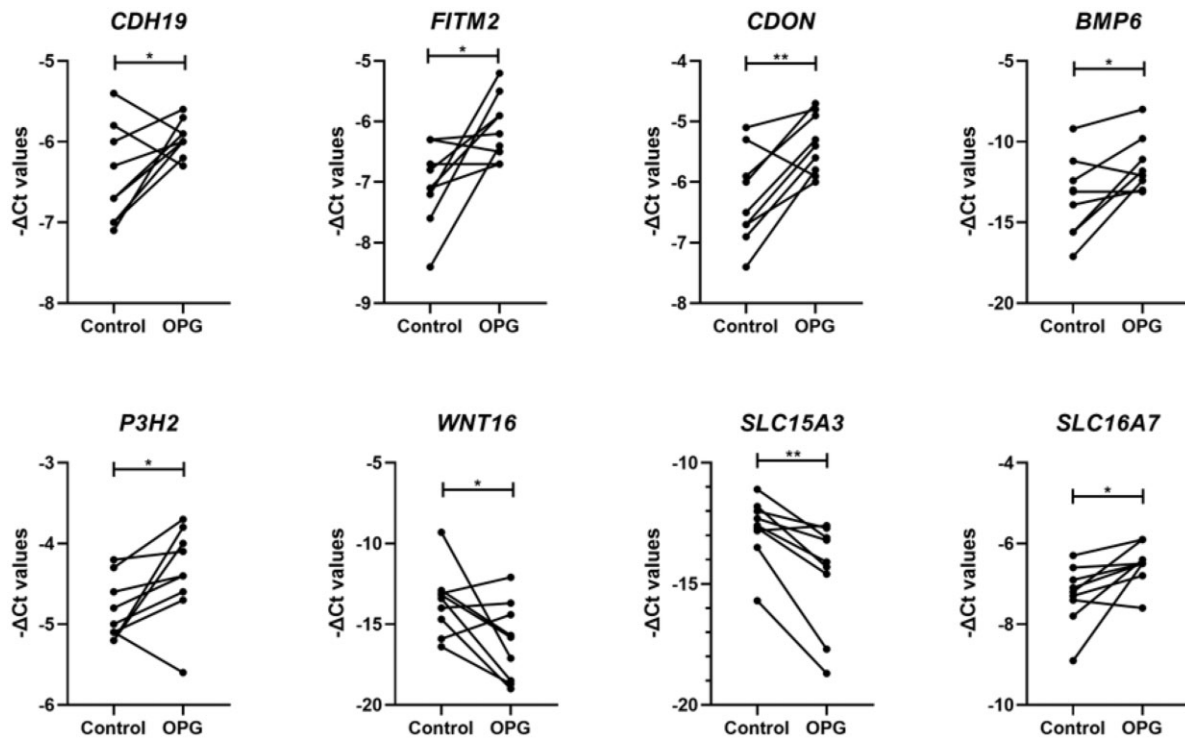 CDH19 FITM2 CDON BMP6
-ΔCt values
-5
-6
-7
-8
*
Control OPG
-ΔCt values
-5
-6
-7
-8
-9
*
Control OPG
-ΔCt values
-4
-5
-6
-7
-8
**
Control OPG
-ΔCt values
-5
-10
-15
-20
*
Control OPG
P3H2 WNT16 SLC15A3 SLC16A7
-ΔCt values
-3
-4
-5
-6
*
Control OPG
-ΔCt values
-5
-10
-15
-20
*
Control OPG
-ΔCt values
-10
-15
-20
**
Control OPG
-ΔCt values
-4
-6
-8
-10
*
Control OPG